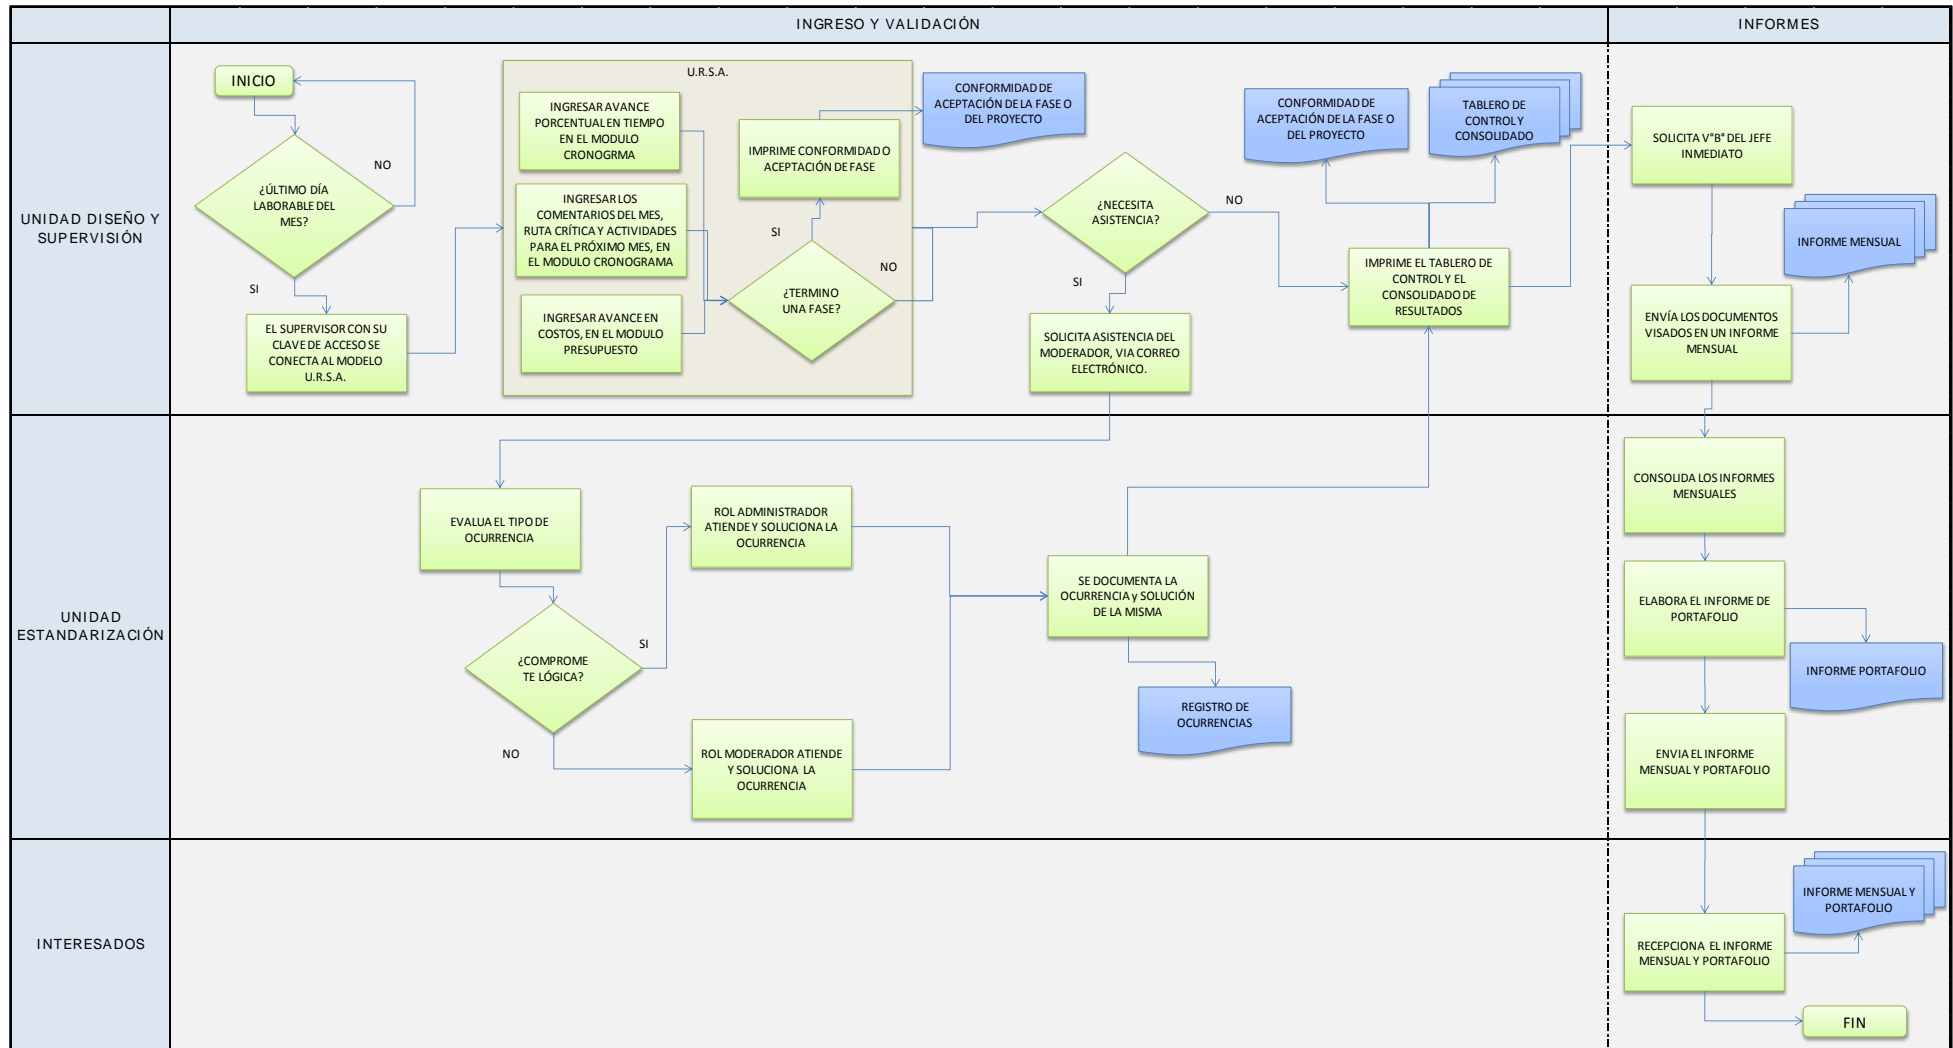 INGRESO Y VALIDACIÓN
INFORMES
UNIDAD DISEÑO Y
SUPERVISIÓN
INICIO
¿ÚLTIMO DÍA
LABORABLE DEL
MES?
NO
SI
EL SUPERVISOR CON SU
CLAVE DE ACCESO SE
CONECTA AL MODELO
U.R.S.A.
U.R.S.A.
INGRESAR AVANCE
PORCENTUAL EN TIEMPO
EN EL MODULO
CRONOGRMA
INGRESAR LOS
COMENTARIOS DEL MES,
RUTA CRÍTICA Y ACTIVIDADES
PARA EL PRÓXIMO MES, EN
EL MODULO CRONOGRAMA
INGRESAR AVANCE EN
COSTOS, EN EL MODULO
PRESUPUESTO
IMPRIME CONFORMIDAD O
ACEPTACIÓN DE FASE
SI
¿TERMINO
UNA FASE?
NO
CONFORMIDAD DE
ACEPTACIÓN DE LA FASE O
DEL PROYECTO
¿NECESITA
ASISTENCIA?
NO
SI
SOLICITA ASISTENCIA DEL
MODERADOR, VIA CORREO
ELECTRÓNICO.
CONFORMIDAD DE
ACEPTACIÓN DE LA FASE O
DEL PROYECTO
TABLERO DE
CONTROL Y
CONSOLIDADO
IMPRIME EL TABLERO DE
CONTROL Y EL
CONSOLIDADO DE
RESULTADOS
SOLICITA V°B° DEL JEFE
INMEDIATO
INFORME MENSUAL
ENVÍA LOS DOCUMENTOS
VISADOS EN UN INFORME
MENSUAL
UNIDAD
ESTANDARIZACIÓN
EVALUA EL TIPO DE
OCURRENCIA
¿COMPROME
TE LÓGICA?
SI
NO
ROL ADMINISTRADOR
ATIENDE Y SOLUCIONA LA
OCURRENCIA
ROL MODERADOR ATIENDE
Y SOLUCIONA LA
OCURRENCIA
SE DOCUMENTA LA
OCURRENCIA y SOLUCIÓN
DE LA MISMA
REGISTRO DE
OCURRENCIAS
CONSOLIDA LOS INFORMES
MENSUALES
ELABORA EL INFORME DE
PORTAFOLIO
INFORME PORTAFOLIO
ENVIA EL INFORME
MENSUAL Y PORTAFOLIO
INTERESADOS
INFORME MENSUAL Y
PORTAFOLIO
RECEPCIONA EL INFORME
MENSUAL Y PORTAFOLIO
FIN